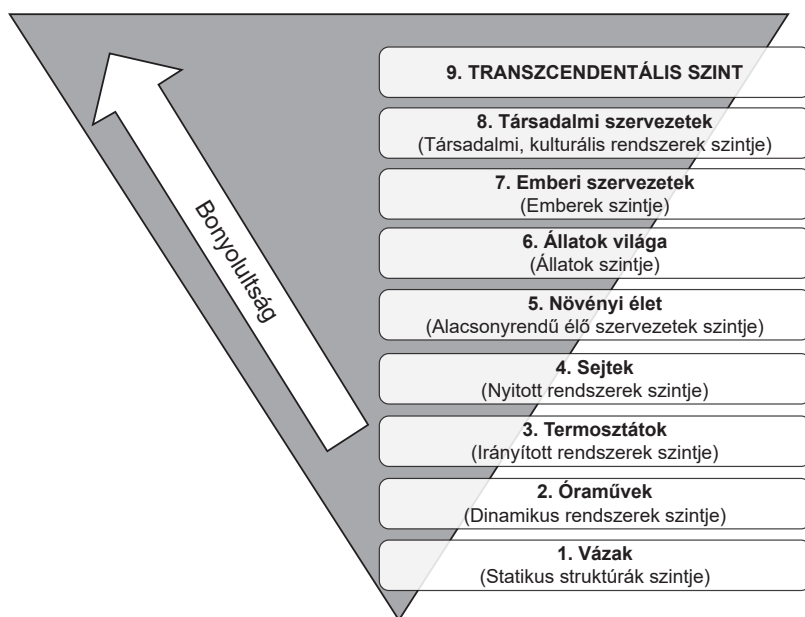 9. TRANSZCENDENTÁLIS SZINT
8. Társadalmi szervezetek
(Társadalmi, kulturális rendszerek szintje)
7. Emberi szervezetek
(Emberek szintje)
6. Állatok világa
(Állatok szintje)
5. Növényi élet
(Alacsonyrendű élő szervezetek szintje)
4. Sejtek
(Nyitott rendszerek szintje)
3. Termosztátok
(Irányított rendszerek szintje)
2. Óraművek
(Dinamikus rendszerek szintje)
1. Vázak
(Statikus struktúrák szintje)
Bonyolultság